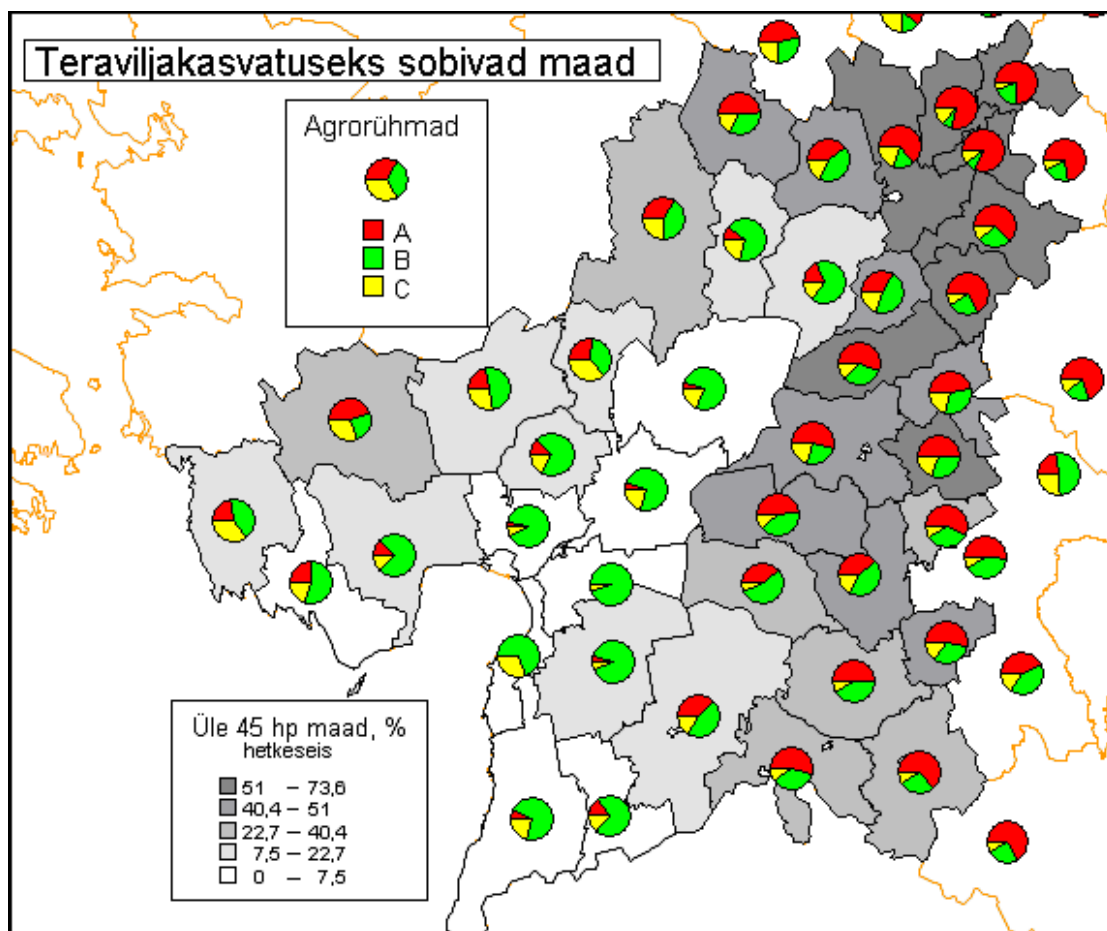 Teraviljakasvatuseks sobivad maad
Agrorühmad
A
B
C
Üle 45 hp maad, %
hetkeseis
51 – 73,6
40,4 – 51
22,7 – 40,4
7,5 – 22,7
0 – 7,5